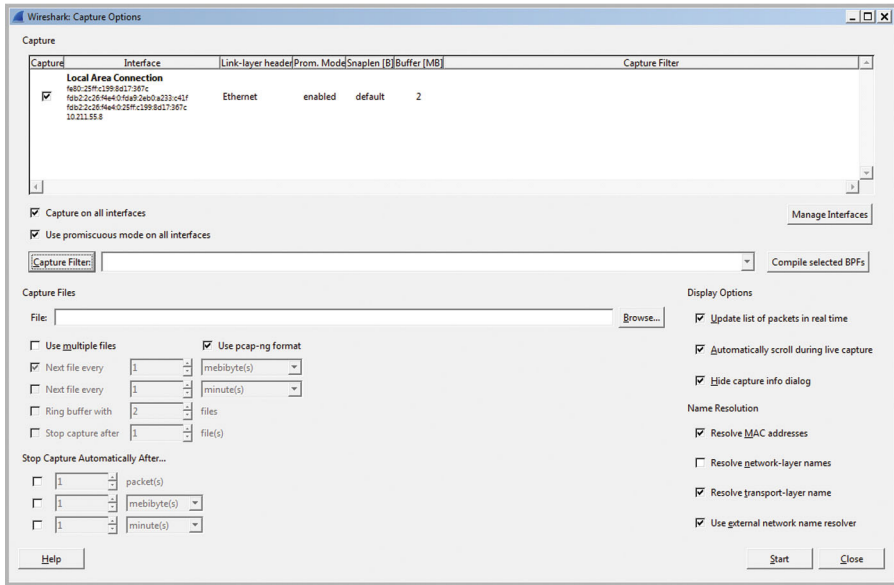 Wireshark: Capture Options
Capture
Capture Interface Link-layer header Prom. Mode Snaplen [B] Buffer [MB] Capture Filter
Local Area Connection
fe80::25ff:c199:8d17:367c
fdb2:2c26:f4e4:0:fda9:2eb0:a233:c41f
Ethernet enabled default 2
fdb2:2c26:f4e4:0:25ff:c199:8d17:367c
10.211.55.8
Capture on all interfaces
Manage Interfaces
Use promiscuous mode on all interfaces
Capture Filter:
Compile selected BPFs
Capture Files
Display Options
File:
Browse...
Update list of packets in real time
Use multiple files
Use pcap-ng format
Automatically scroll during live capture
Next file every 1 mebibyte(s)
Next file every 1 minute(s)
Hide capture info dialog
Ring buffer with 2 files
Name Resolution
Stop capture after 1 file(s)
Resolve MAC addresses
Stop Capture Automatically After...
Resolve network-layer names
1 packet(s)
1 mebibyte(s)
Resolve transport-layer name
1 minute(s)
Use external network name resolver
Help
Start
Close